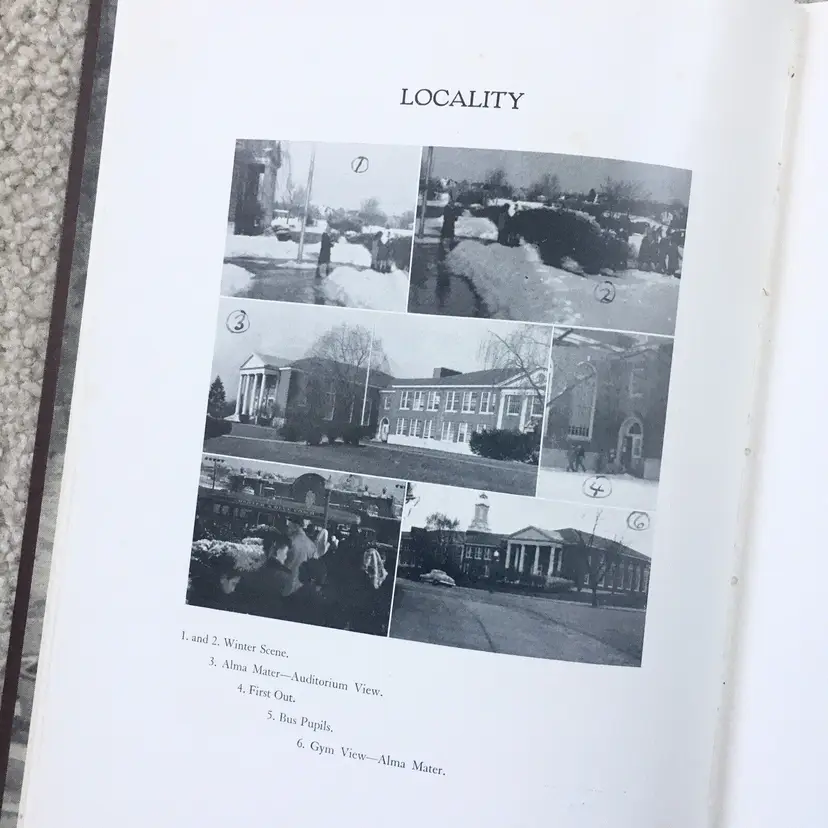 LOCALITY
1
2
3
4
6
1. and 2. Winter Scene.
3. Alma Mater—Auditorium View.
4. First Out.
5. Bus Pupils.
6. Gym View—Alma Mater.